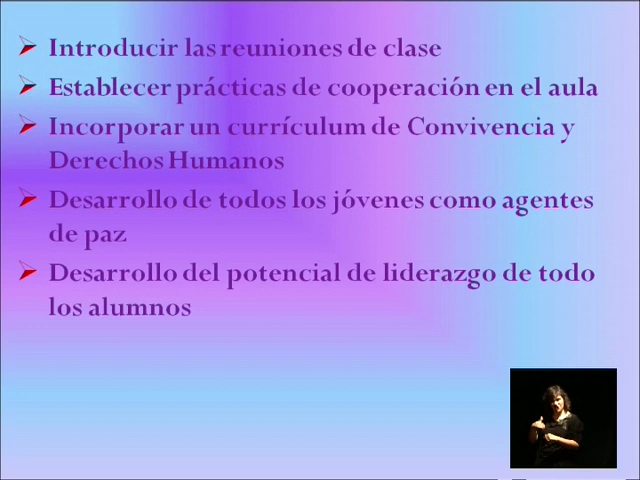 Introducir las reuniones de clase
Establecer prácticas de cooperación en el aula
Incorporar un currículum de Convivencia y
Derechos Humanos
Desarrollo de todos los jóvenes como agentes
de paz
Desarrollo del potencial de liderazgo de todo
los alumnos